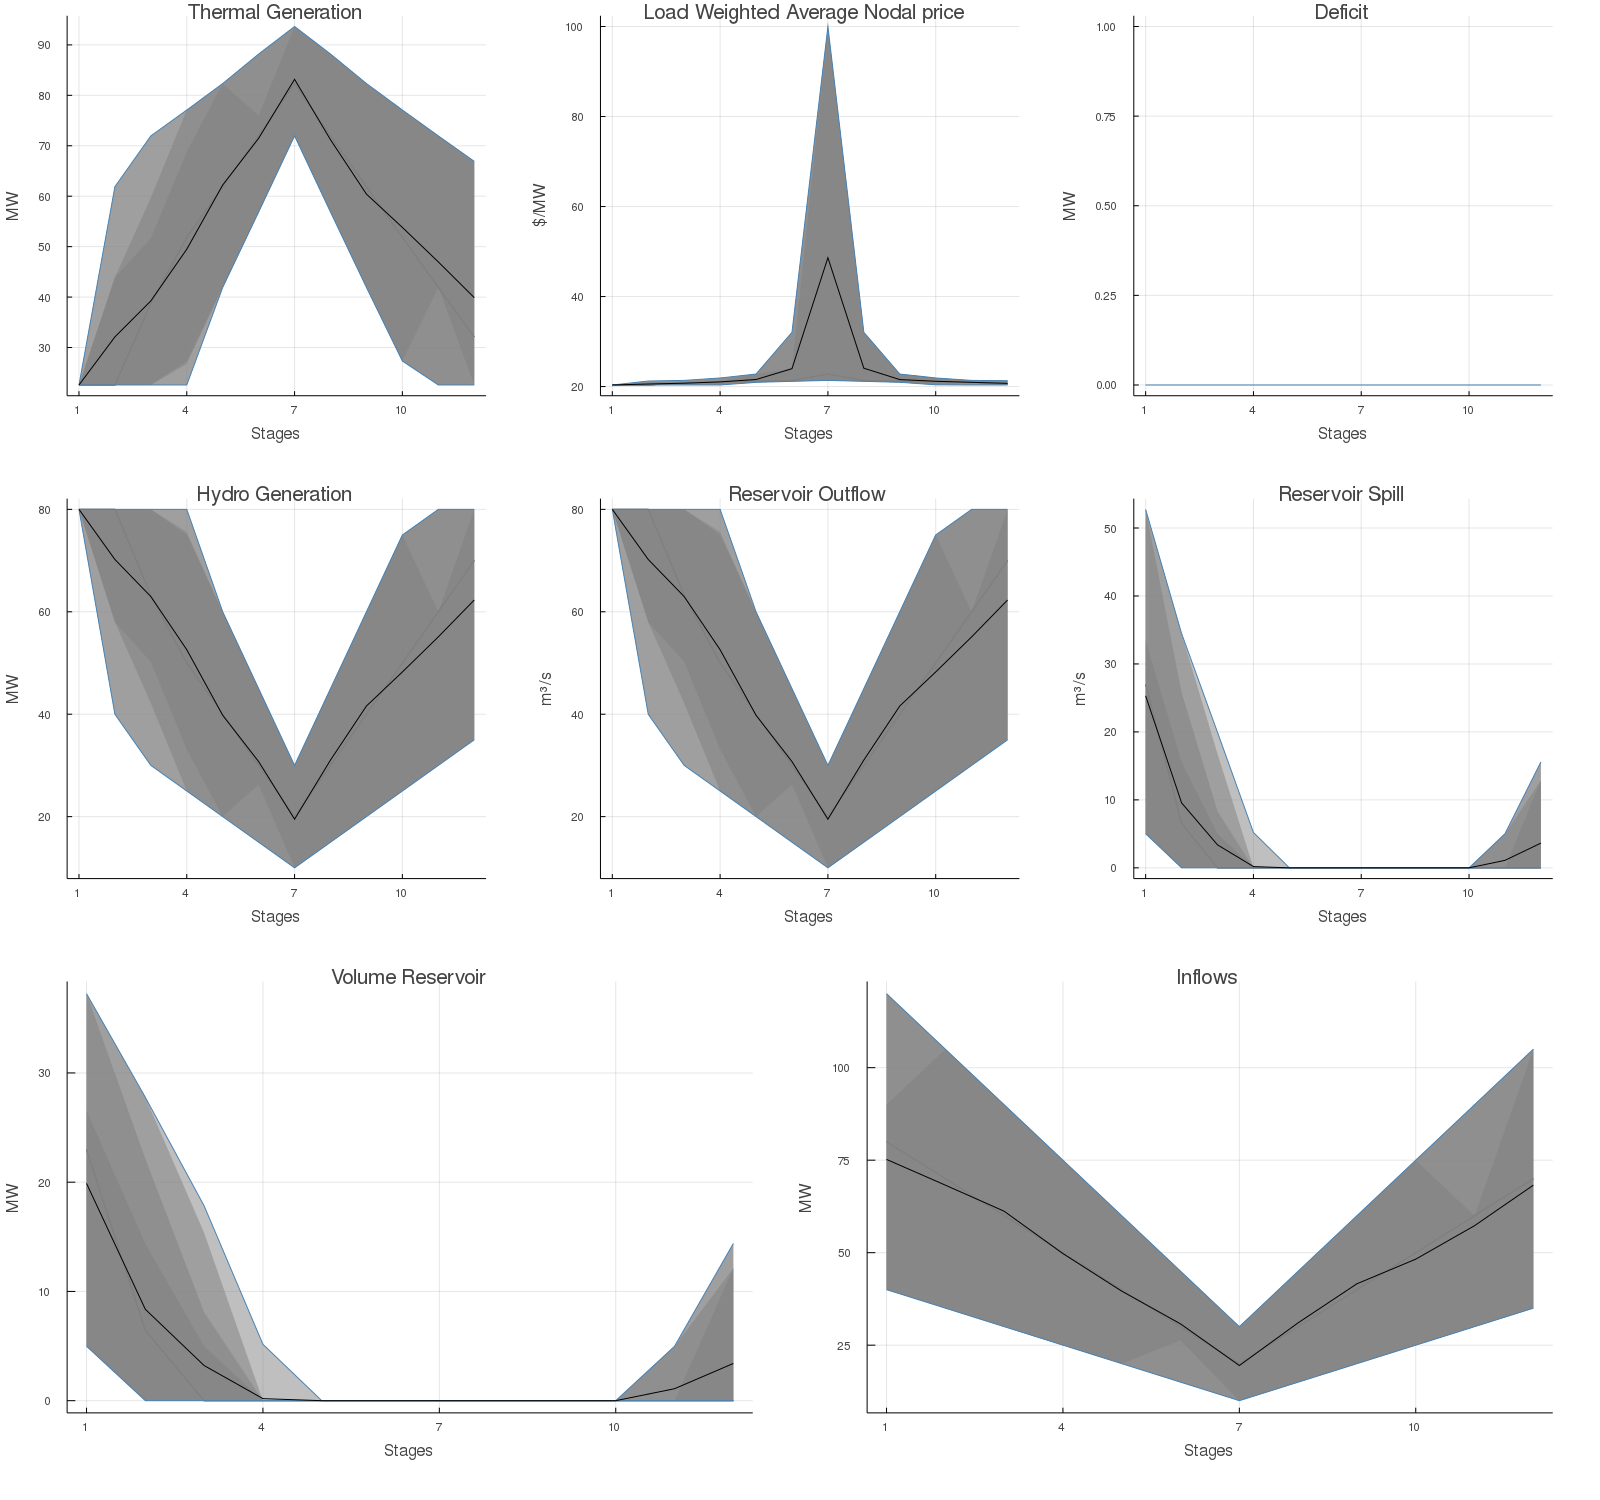 Thermal Generation
MW
90
80
70
60
50
40
30
1 4 7 10
Stages
Load Weighted Average Nodal price
$/MW
100
80
60
40
20
1 4 7 10
Stages
Deficit
MW
1.00
0.75
0.50
0.25
0.00
1 4 7 10
Stages
Hydro Generation
MW
80
60
40
20
1 4 7 10
Stages
Reservoir Outflow
m³/s
80
60
40
20
1 4 7 10
Stages
Reservoir Spill
m³/s
50
40
30
20
10
0
1 4 7 10
Stages
Volume Reservoir
MW
30
20
10
0
1 4 7 10
Stages
Inflows
MW
100
75
50
25
1 4 7 10
Stages